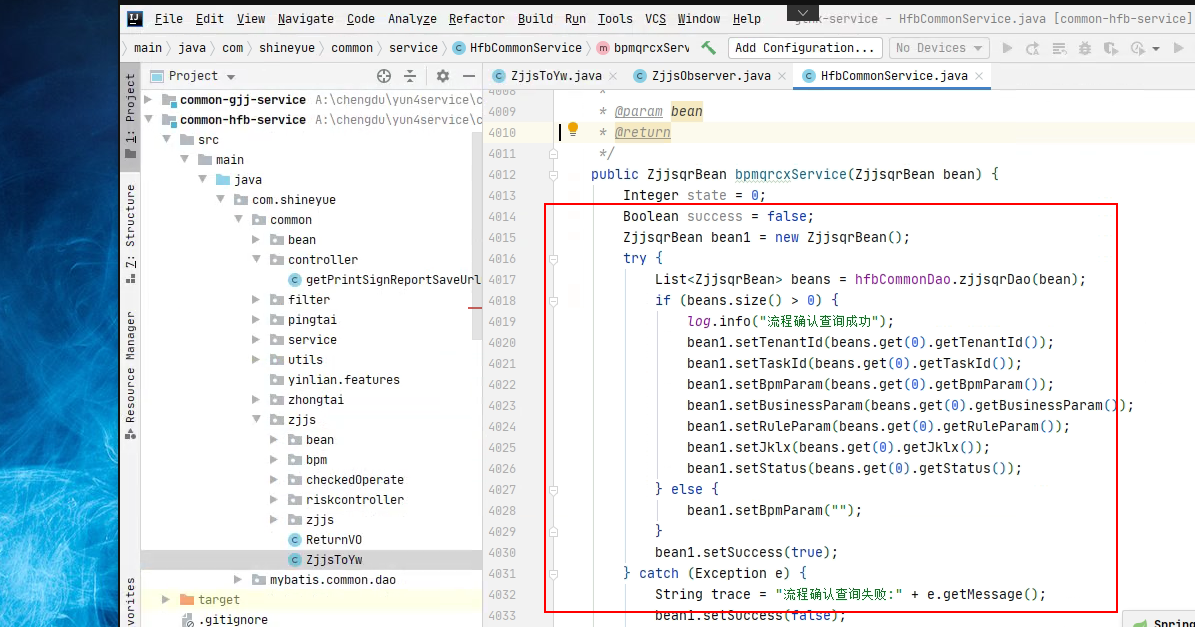 File Edit View Navigate Code Analyze Refactor Build Run Tools VCS Window Help
-service - HfbCommonService.java [common-hfb-service]
main java com shineyue common service HfbCommonService bpmqrcxServ Add Configuration... No Devices
Project
ZjjsToYw.java ZjjsObserver.java HfbCommonService.java
1: Project
7: Structure
Resource Manager
vorites
common-gjj-service A:\chengdu\yun4service\c
common-hfb-service A:\chengdu\yun4service\c
src
main
java
com.shineyue
common
bean
controller
getPrintSignReportSaveUrl
filter
pingtai
service
utils
yinlian.features
zhongtai
zjjs
bean
bpm
checkedOperate
riskcontroller
zjjs
ReturnVO
ZjjsToYw
mybatis.common.dao
target
.gitignore
4008 *
4009 * @param bean
4010 * @return
4011 */
4012 public ZjjsqrBean bpmqrcxService(ZjjsqrBean bean) {
4013 Integer state = 0;
4014 Boolean success = false;
4015 ZjjsqrBean bean1 = new ZjjsqrBean();
4016 try {
4017 List<ZjjsqrBean> beans = hfbCommonDao.zjjsqrDao(bean);
4018 if (beans.size() > 0) {
4019 log.info("流程确认查询成功");
4020 bean1.setTenantId(beans.get(0).getTenantId());
4021 bean1.setTaskId(beans.get(0).getTaskId());
4022 bean1.setBpmParam(beans.get(0).getBpmParam());
4023 bean1.setBusinessParam(beans.get(0).getBusinessParam());
4024 bean1.setRuleParam(beans.get(0).getRuleParam());
4025 bean1.setJklx(beans.get(0).getJklx());
4026 bean1.setStatus(beans.get(0).getStatus());
4027 } else {
4028 bean1.setBpmParam("");
4029 }
4030 bean1.setSuccess(true);
4031 } catch (Exception e) {
4032 String trace = "流程确认查询失败:" + e.getMessage();
4033 bean1.setSuccess(false);
Spring